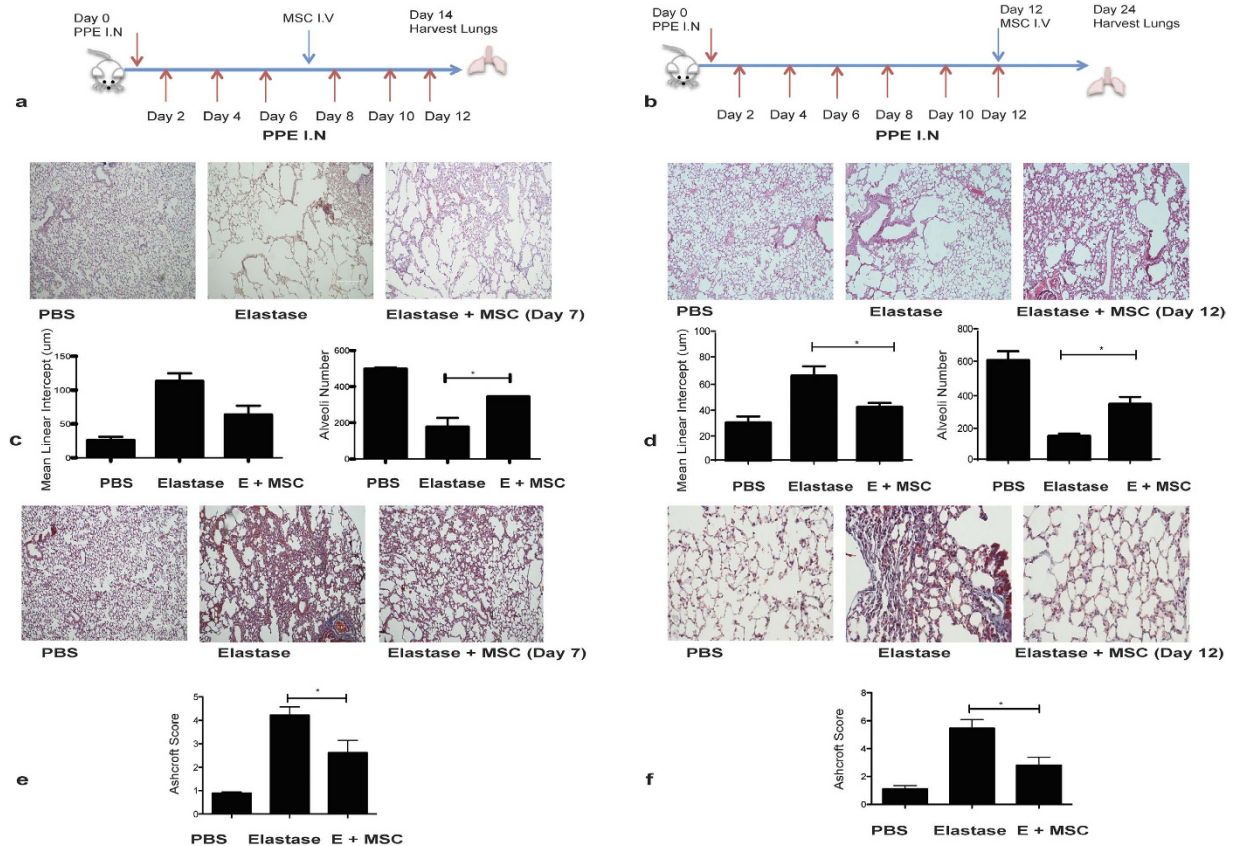 Day 0
PPE I.N
MSC I.V
Day 14
Harvest Lungs
a
Day 2 Day 4 Day 6 Day 8 Day 10 Day 12
PPE I.N
Day 0
PPE I.N
Day 12
MSC I.V
Day 24
Harvest Lungs
b
Day 2 Day 4 Day 6 Day 8 Day 10 Day 12
PPE I.N
PBS Elastase Elastase + MSC (Day 7)
Mean Linear Intercept (um)
150
100
50
0
PBS Elastase E + MSC
Alveoli Number
600
400
200
0
*
PBS Elastase E + MSC
c
PBS Elastase Elastase + MSC (Day 12)
Mean Linear Intercept (um)
100
80
60
40
20
*
PBS Elastase E + MSC
Alveoli Number
800
600
400
200
0
*
PBS Elastase E + MSC
d
PBS Elastase Elastase + MSC (Day 7)
Ashcroft Score
5
4
3
2
1
0
*
PBS Elastase E + MSC
e
PBS Elastase Elastase + MSC (Day 12)
Ashcroft Score
8
6
4
2
0
*
PBS Elastase E + MSC
f